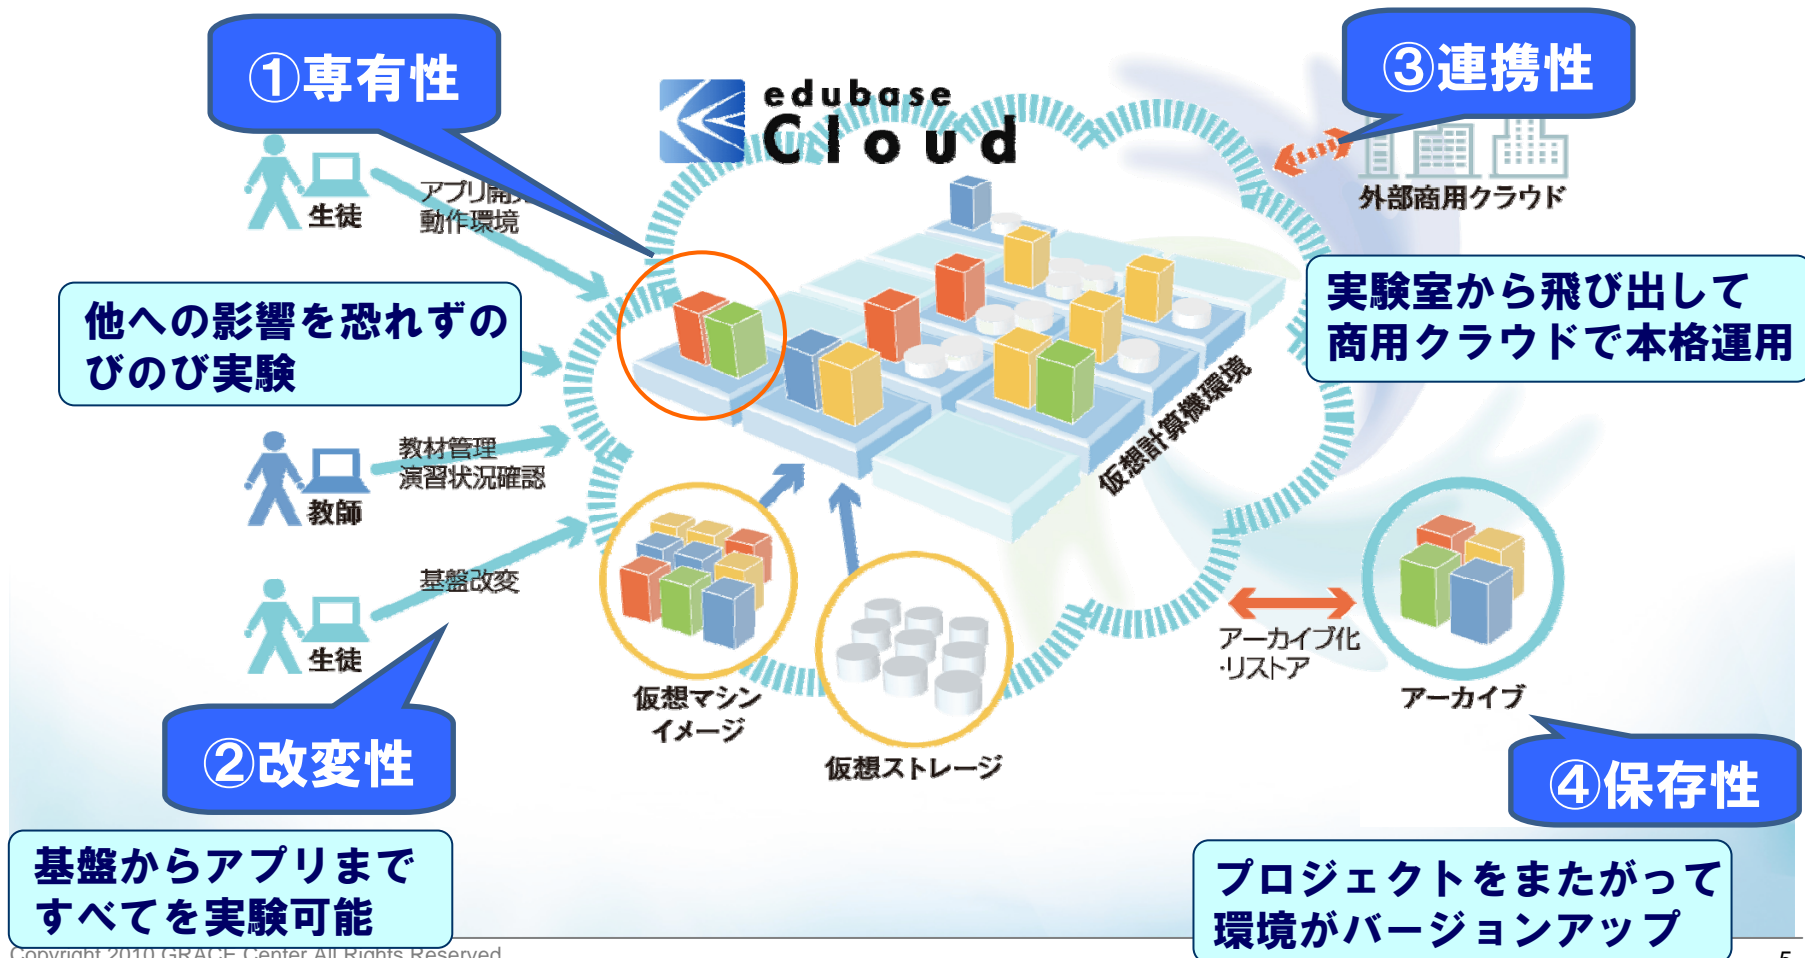 ①専有性
③連携性
edubase
Cloud
生徒
アプリ開発
動作環境
外部商用クラウド
他への影響を恐れずの
びのび実験
実験室から飛び出して
商用クラウドで本格運用
仮想計算機環境
教師
教材管理
演習状況確認
生徒
基盤改変
仮想マシン
イメージ
仮想ストレージ
アーカイブ化
・リストア
アーカイブ
②改変性
④保存性
基盤からアプリまで
すべてを実験可能
プロジェクトをまたがって
環境がバージョンアップ
Copyright 2010 GRACE Center All Rights Reserved
5